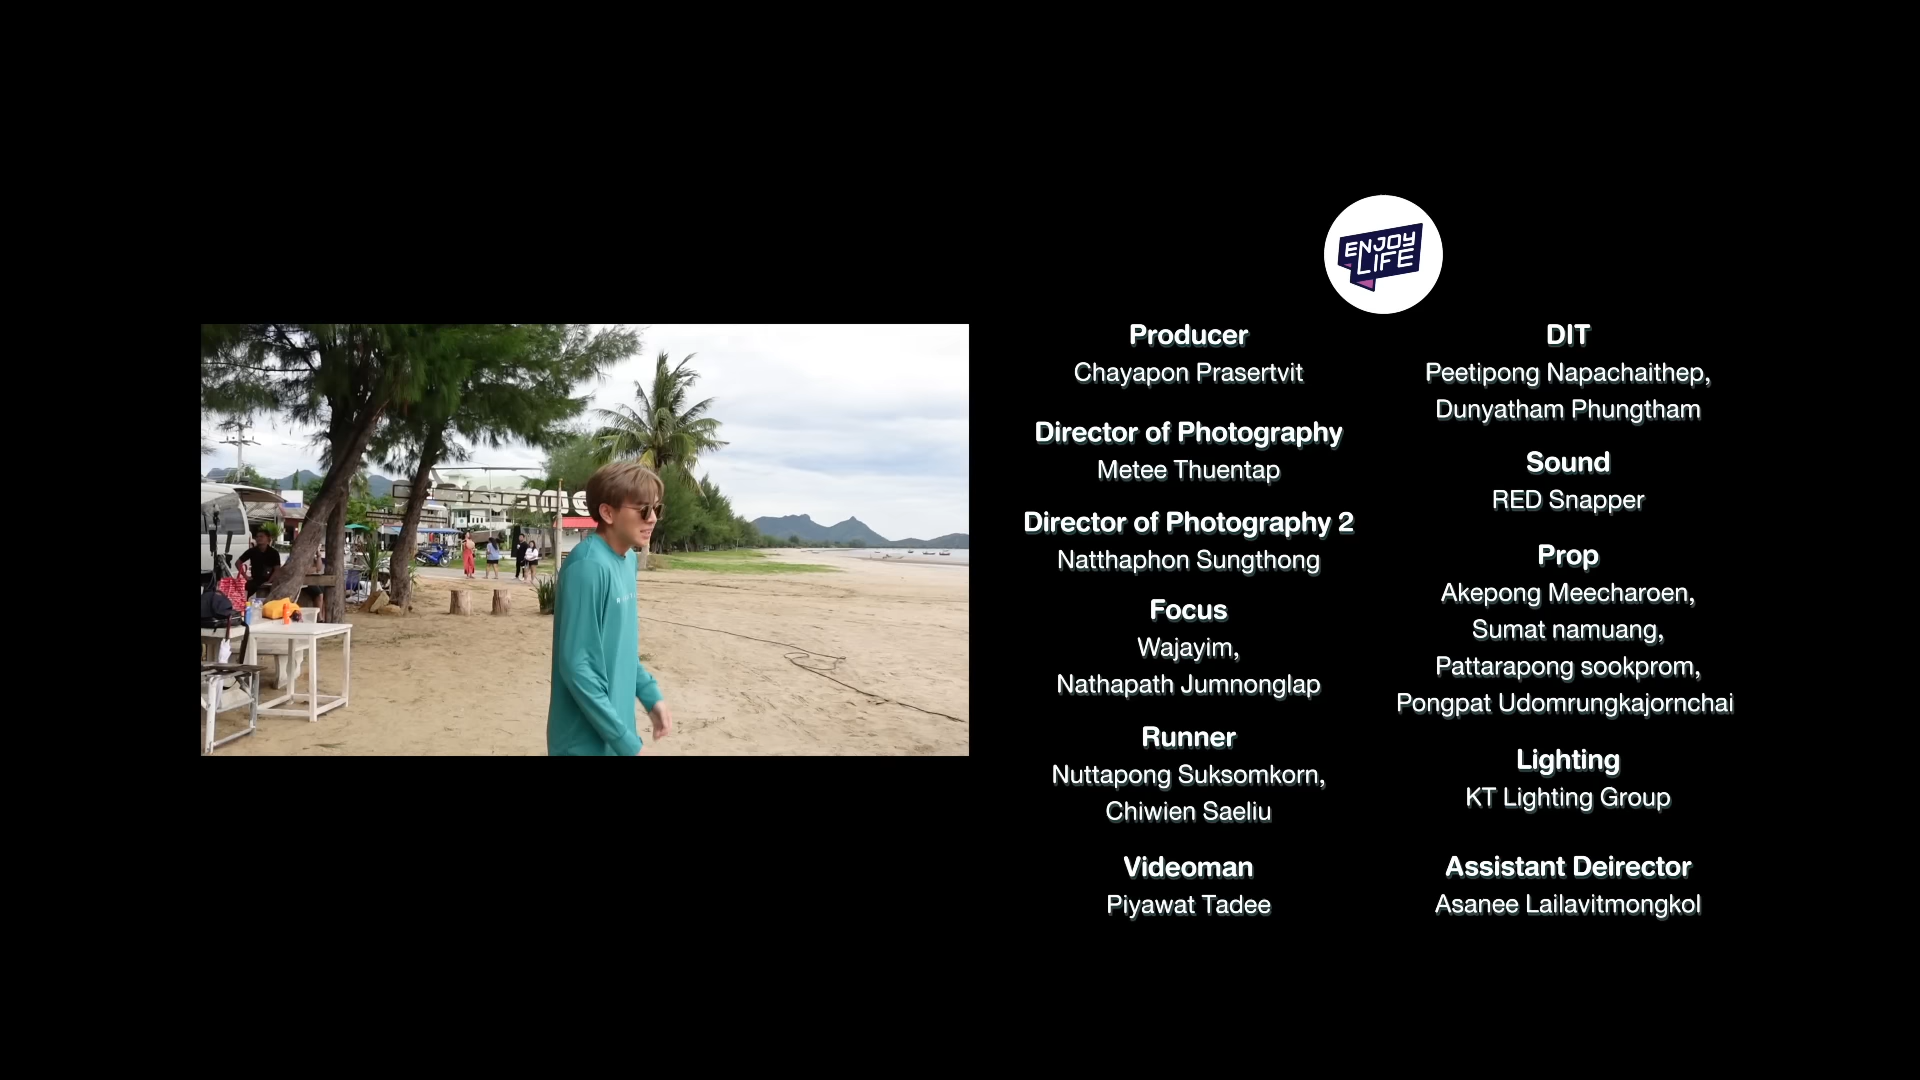 ENJOY
LIFE
Producer
Chayapon Prasertvit
Director of Photography
Metee Thuentap
Director of Photography 2
Natthaphon Sungthong
Focus
Wajayim,
Nathapath Jumnonglap
Runner
Nuttapong Suksomkorn,
Chiwien Saeliu
Videoman
Piyawat Tadee
DIT
Peetipong Napachaithep,
Dunyatham Phungtham
Sound
RED Snapper
Prop
Akepong Meecharoen,
Sumat namuang,
Pattarapong sookprom,
Pongpat Udomrungkajornchai
Lighting
KT Lighting Group
Assistant Deirector
Asanee Lailavitmongkol